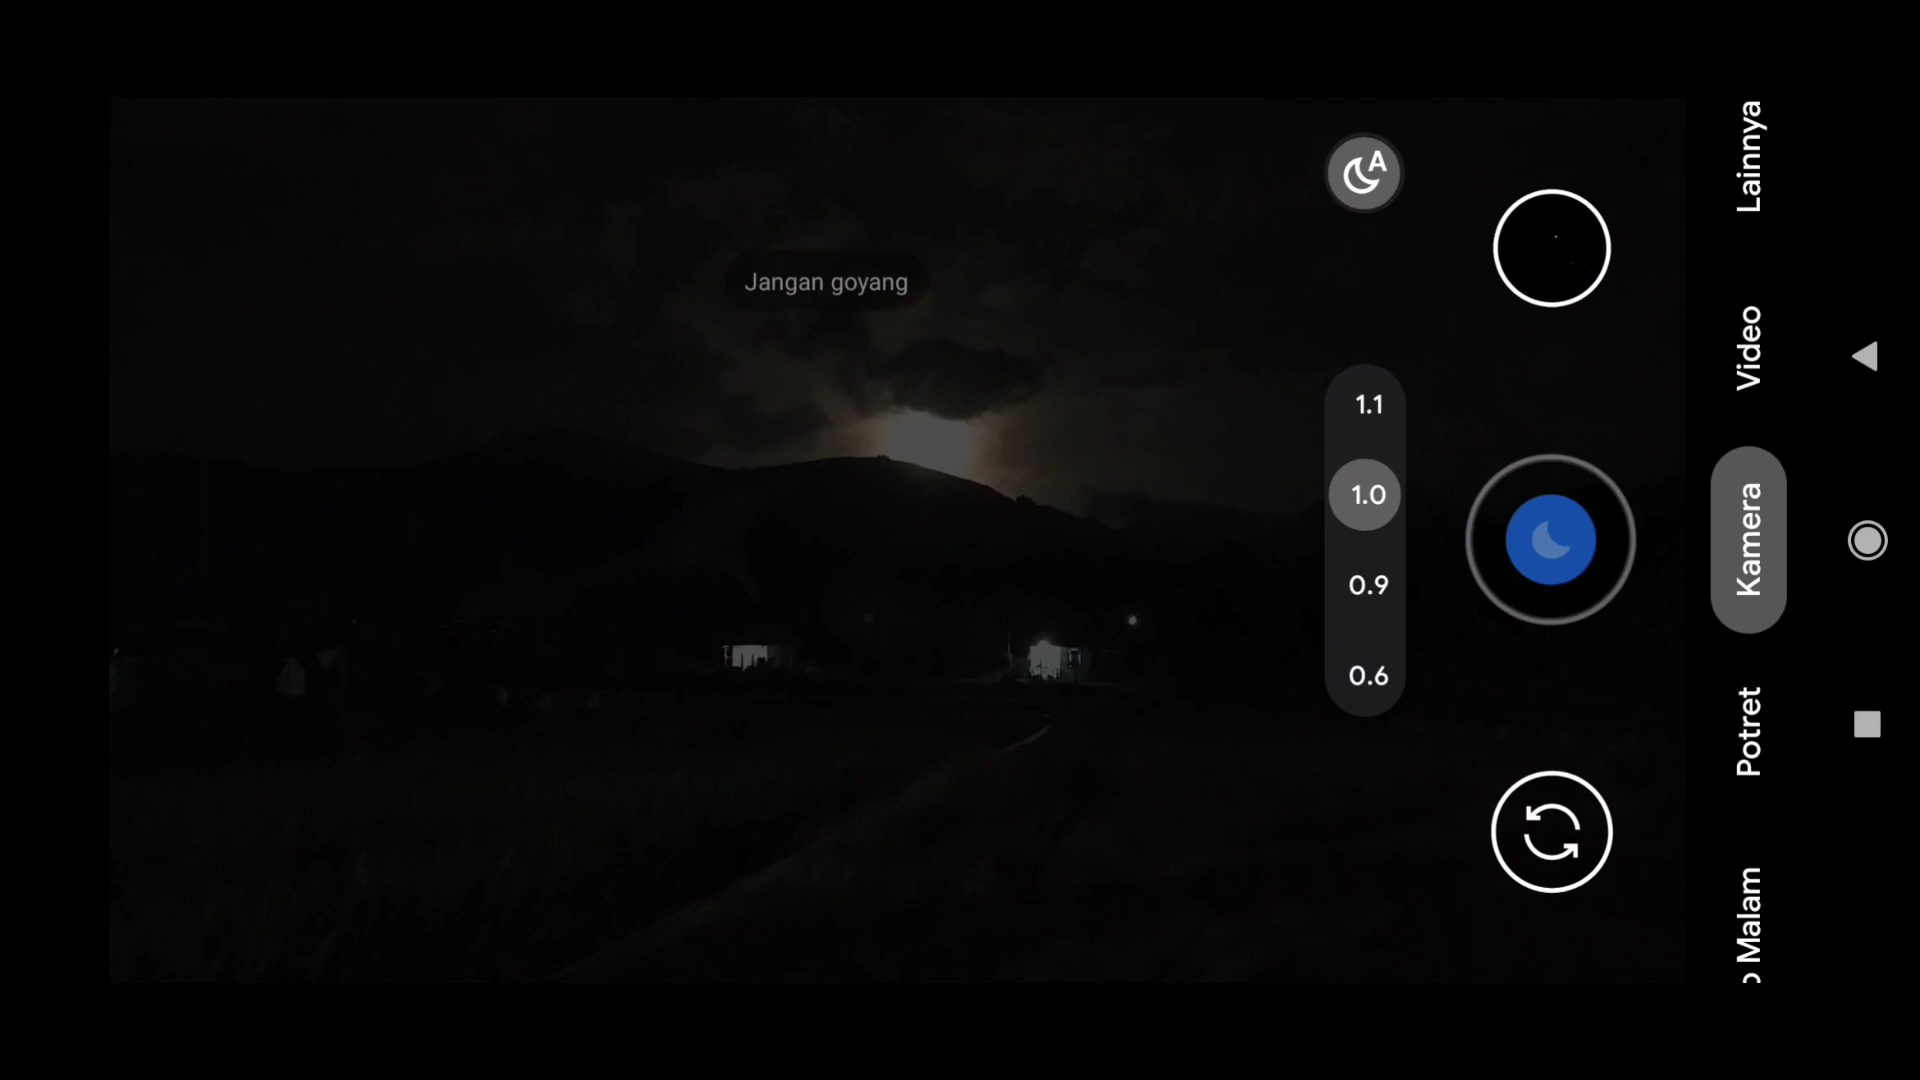 Jangan goyang
1.1
1.0
0.9
0.6
A
Lainnya
Video
Kamera
Potret
o Malam